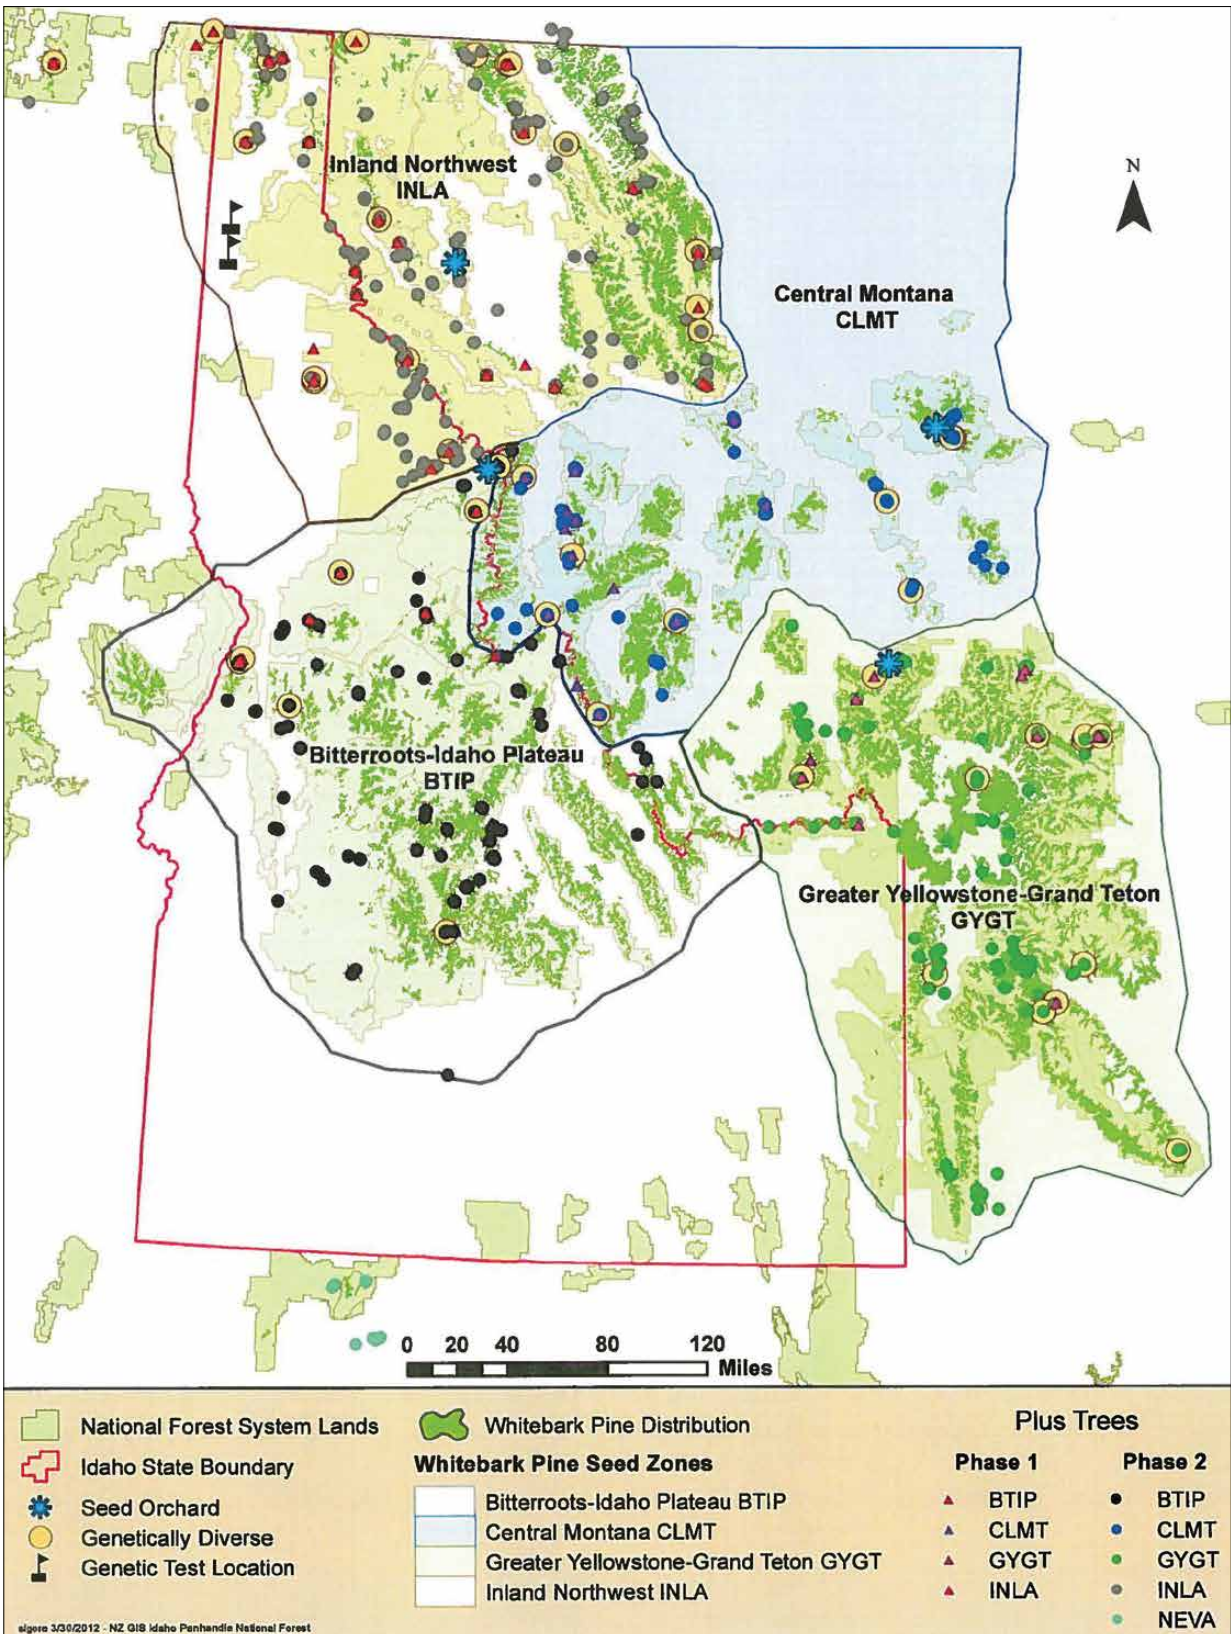 N
Inland Northwest
INLA
Central Montana
CLMT
Bitterroots-Idaho Plateau
BTIP
Greater Yellowstone-Grand Teton
GYGT
0 20 40 80 120
Miles
National Forest System Lands
Idaho State Boundary
Seed Orchard
Genetically Diverse
Genetic Test Location
Whitebark Pine Distribution
Whitebark Pine Seed Zones
Bitterroots-Idaho Plateau BTIP
Central Montana CLMT
Greater Yellowstone-Grand Teton GYGT
Inland Northwest INLA
Plus Trees
Phase 1 Phase 2
BTIP BTIP
CLMT CLMT
GYGT GYGT
INLA INLA
NEVA
3/30/2012 - NZ GIS Idaho Panhandle National Forest